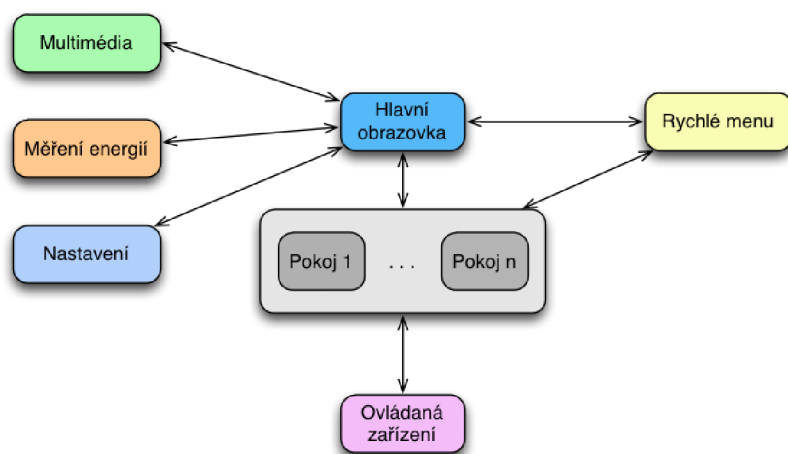 Multimédia
Hlavní
obrazovka
Rychlé menu
Měření energií
Nastavení
Pokoj 1
. . .
Pokoj n
Ovládaná
zařízení